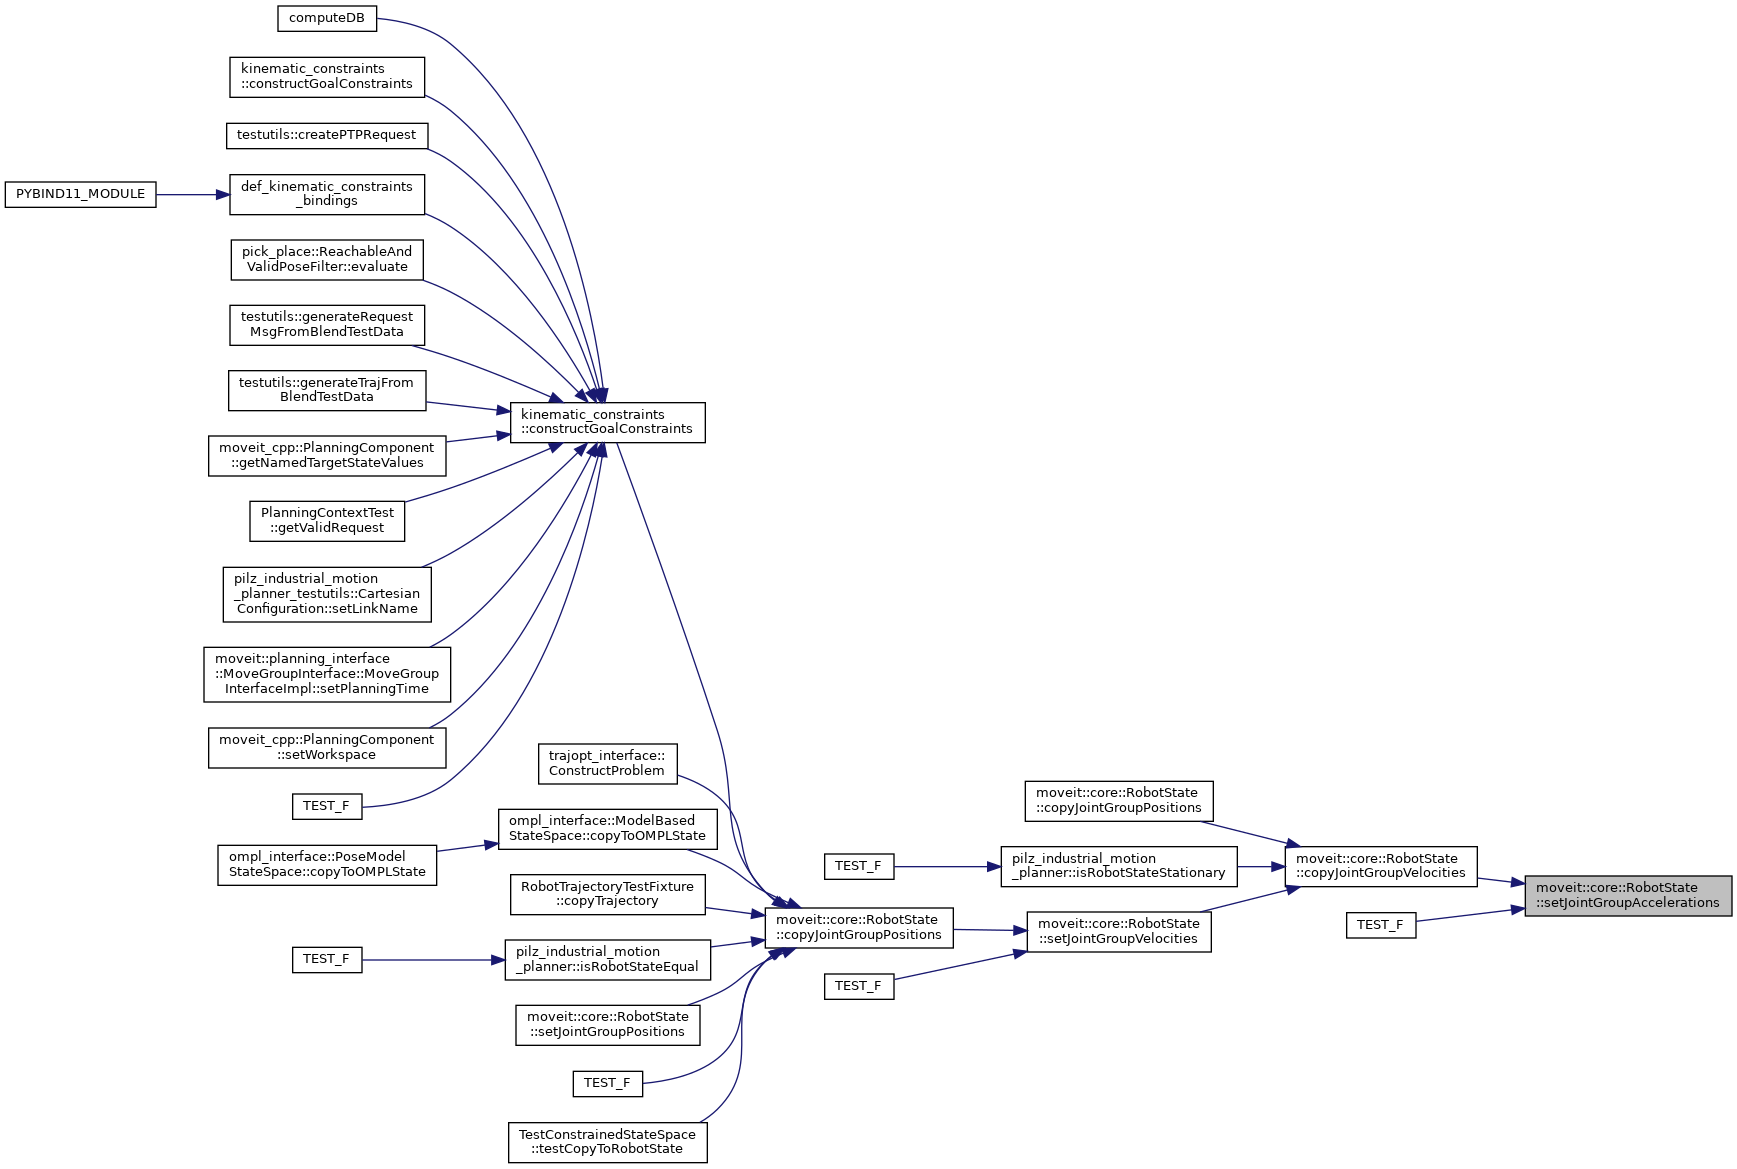 computeDB
kinematic_constraints
::constructGoalConstraints
testutils::createPTPRequest
PYBIND11_MODULE
def_kinematic_constraints
_bindings
pick_place::ReachableAnd
ValidPoseFilter::evaluate
testutils::generateRequest
MsgFromBlendTestData
testutils::generateTrajFrom
BlendTestData
kinematic_constraints
::constructGoalConstraints
moveit_cpp::PlanningComponent
::getNamedTargetStateValues
PlanningContextTest
::getValidRequest
pilz_industrial_motion
_planner_testutils::Cartesian
Configuration::setLinkName
moveit::planning_interface
::MoveGroupInterface::MoveGroup
InterfaceImpl::setPlanningTime
moveit_cpp::PlanningComponent
::setWorkspace
TEST_F
trajopt_interface::
ConstructProblem
ompl_interface::ModelBased
StateSpace::copyToOMPLState
ompl_interface::PoseModel
StateSpace::copyToOMPLState
RobotTrajectoryTestFixture
::copyTrajectory
TEST_F
pilz_industrial_motion
_planner::isRobotStateEqual
moveit::core::RobotState
::setJointGroupPositions
TEST_F
TestConstrainedStateSpace
::testCopyToRobotState
moveit::core::RobotState
::copyJointGroupPositions
moveit::core::RobotState
::copyJointGroupPositions
TEST_F
pilz_industrial_motion
_planner::isRobotStateStationary
moveit::core::RobotState
::setJointGroupVelocities
TEST_F
moveit::core::RobotState
::copyJointGroupVelocities
TEST_F
moveit::core::RobotState
::setJointGroupAccelerations